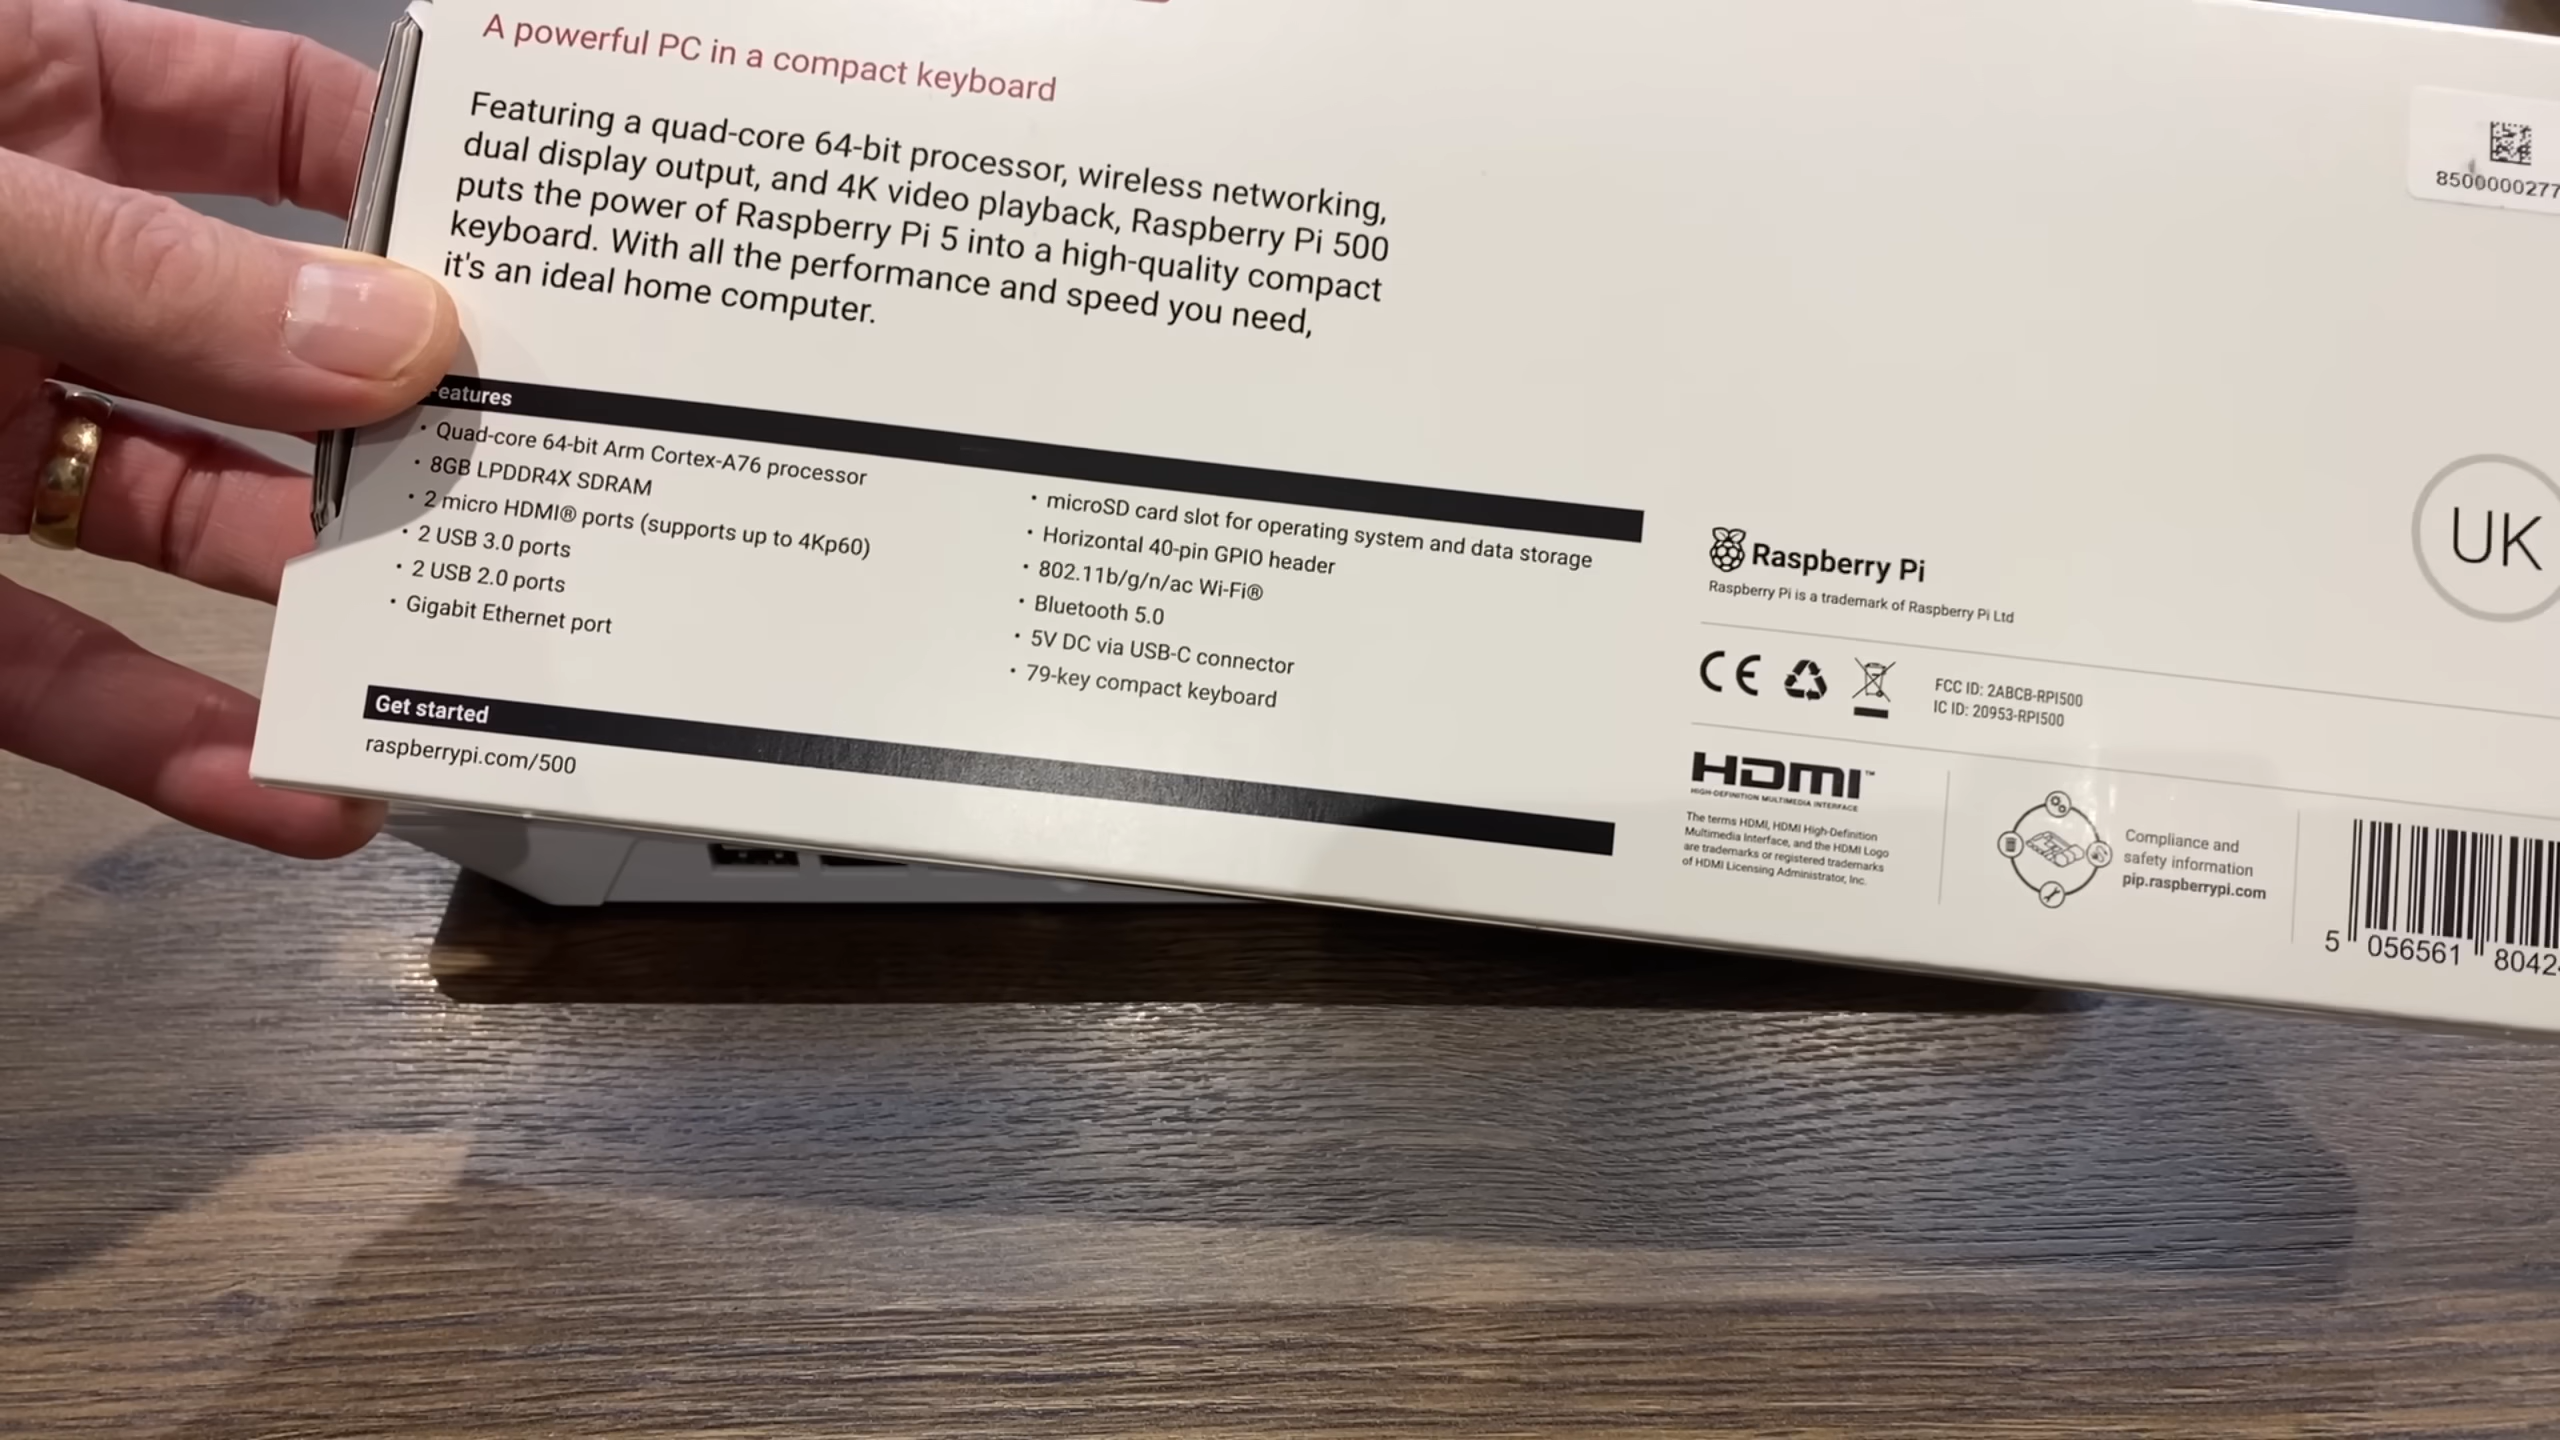 A powerful PC in a compact keyboard
Featuring a quad-core 64-bit processor, wireless networking,
dual display output, and 4K video playback, Raspberry Pi 500
puts the power of Raspberry Pi 5 into a high-quality compact
keyboard. With all the performance and speed you need,
it's an ideal home computer.
eatures
• Quad-core 64-bit Arm Cortex-A76 processor
• 8GB LPDDR4X SDRAM
• 2 micro HDMI® ports (supports up to 4Kp60)
• 2 USB 3.0 ports
• 2 USB 2.0 ports
• Gigabit Ethernet port
• microSD card slot for operating system and data storage
• Horizontal 40-pin GPIO header
• 802.11b/g/n/ac Wi-Fi®
• Bluetooth 5.0
• 5V DC via USB-C connector
• 79-key compact keyboard
Get started
raspberrypi.com/500
8500000277
UK
Raspberry Pi
Raspberry Pi is a trademark of Raspberry Pi Ltd
CE
FCC ID: 2ABCB-RPI500
IC ID: 20953-RPI500
HDMI™
HIGH-DEFINITION MULTIMEDIA INTERFACE
The terms HDMI, HDMI High-Definition
Multimedia Interface, and the HDMI Logo
are trademarks or registered trademarks
of HDMI Licensing Administrator, Inc.
Compliance and
safety information
pip.raspberrypi.com
5 056561 8042